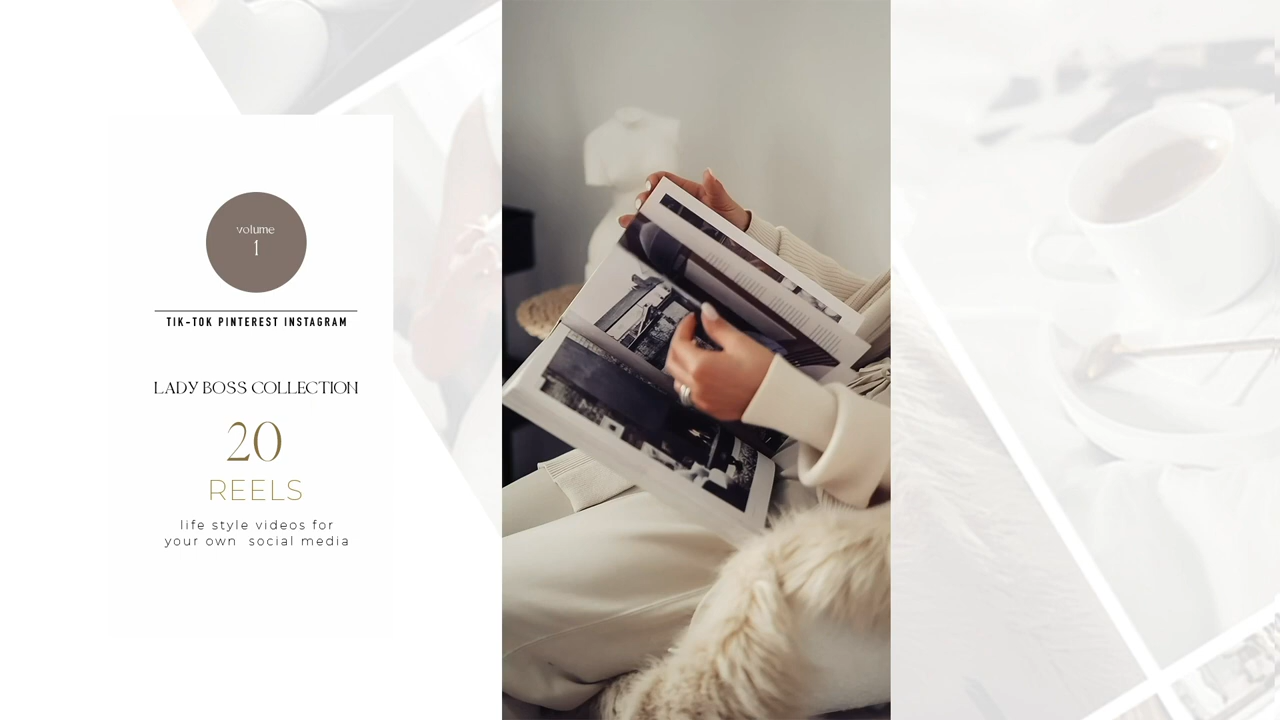 volume
1
TIK-TOK PINTEREST INSTAGRAM
LADY BOSS COLLECTION
20
REELS
life style videos for
your own social media